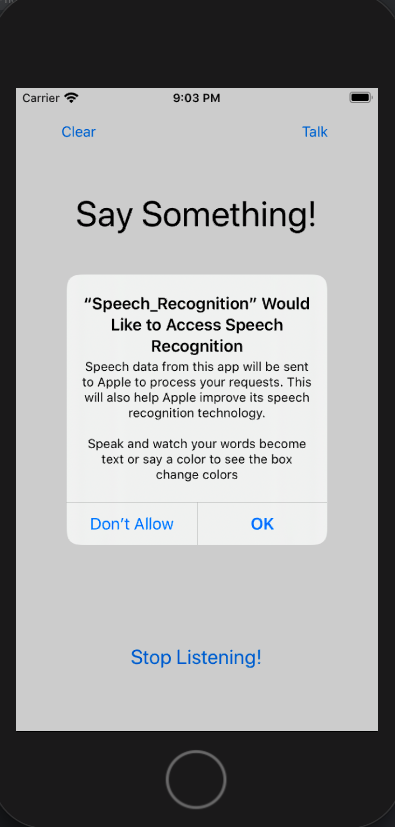 Carrier 9:03 PM
Clear Talk
Say Something!
“Speech_Recognition” Would
Like to Access Speech
Recognition
Speech data from this app will be sent
to Apple to process your requests. This
will also help Apple improve its speech
recognition technology.
Speak and watch your words become
text or say a color to see the box
change colors
Don’t Allow OK
Stop Listening!